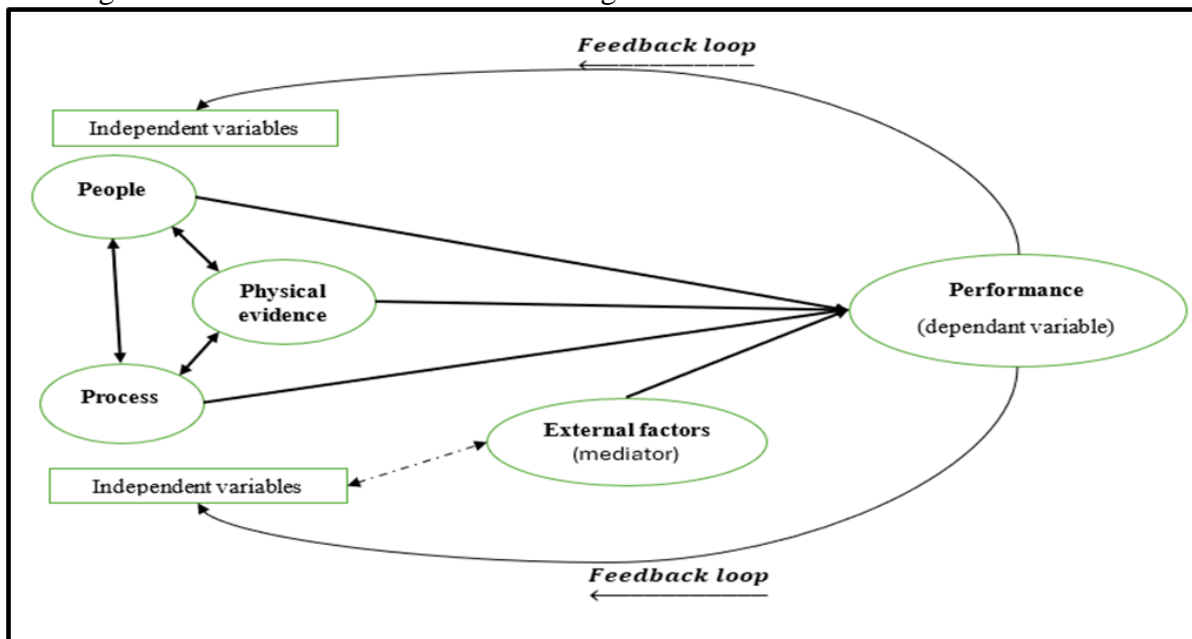 Feedback loop
Independent variables
People
Physical
evidence
Performance
(dependant variable)
Process
External factors
(mediator)
Independent variables
Feedback loop